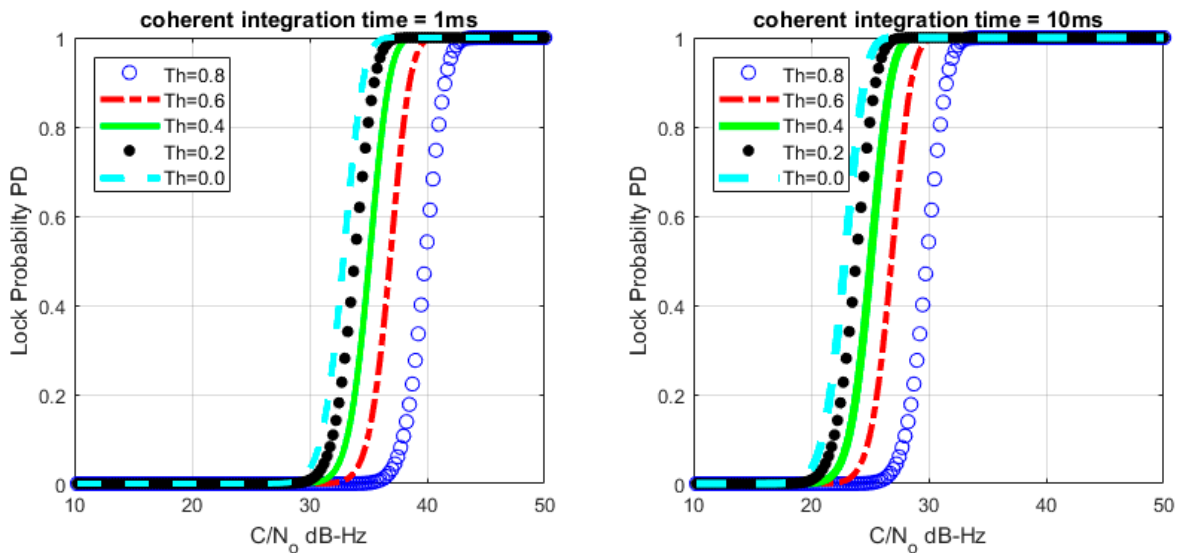 coherent integration time = 1ms
Lock Probabilty PD
1
0.8
0.6
0.4
0.2
0
Th=0.8
Th=0.6
Th=0.4
Th=0.2
Th=0.0
10
20
30
40
50
C/N_o dB-Hz
coherent integration time = 10ms
Lock Probabilty PD
1
0.8
0.6
0.4
0.2
0
Th=0.8
Th=0.6
Th=0.4
Th=0.2
Th=0.0
10
20
30
40
50
C/N_o dB-Hz